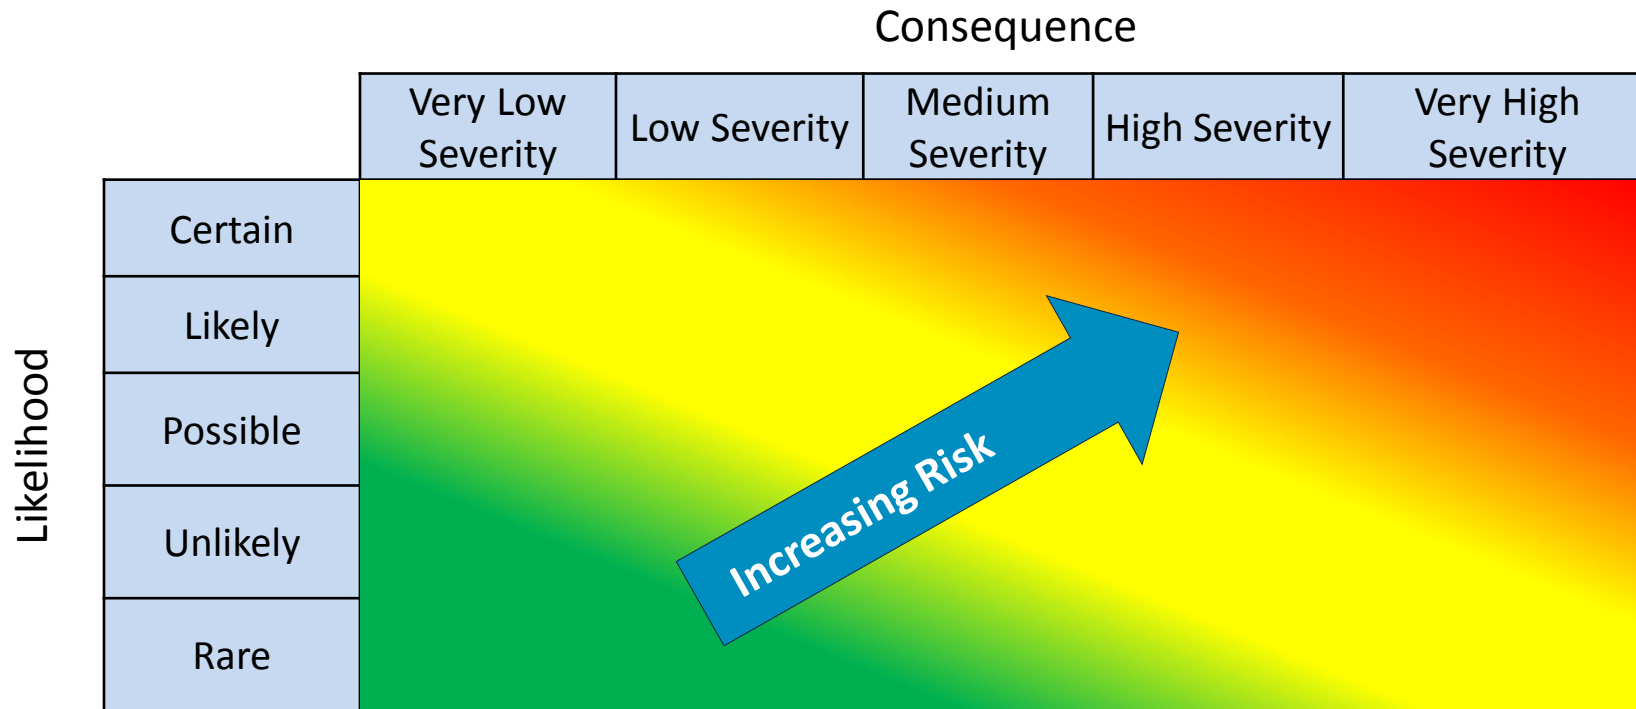 Consequence
Very Low
Severity
Low Severity
Medium
Severity
High Severity
Very High
Severity
Likelihood
Certain
Likely
Possible
Unlikely
Rare
Increasing Risk